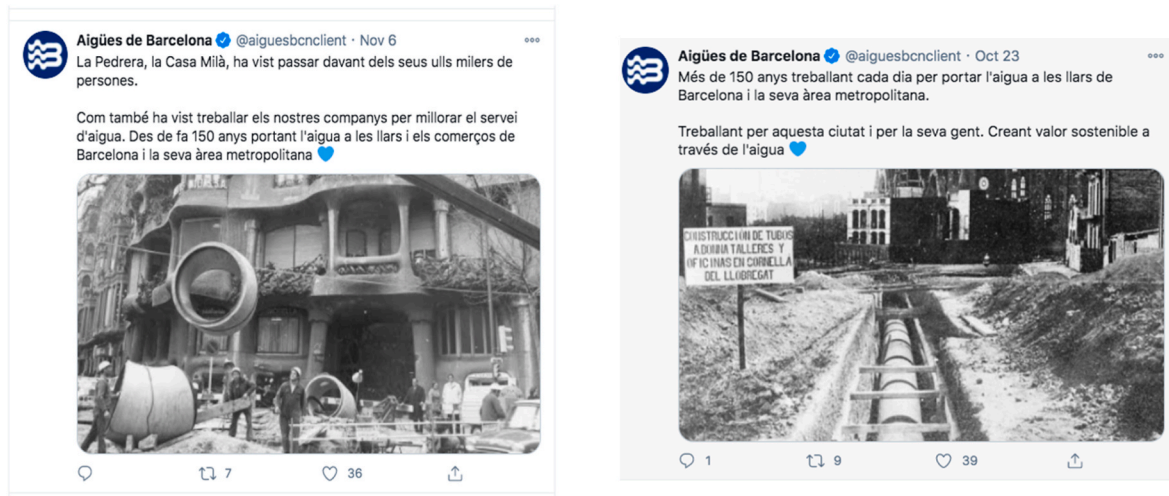 Aigües de Barcelona @aiguesbcnclient · Nov 6
La Pedrera, la Casa Milà, ha vist passar davant dels seus ulls milers de
persones.
Com també ha vist treballar els nostres companys per millorar el servei
d'aigua. Des de fa 150 anys portant l'aigua a les llars i els comerços de
Barcelona i la seva àrea metropolitana
7
36
Aigües de Barcelona @aiguesbcnclient · Oct 23
Més de 150 anys treballant cada dia per portar l'aigua a les llars de
Barcelona i la seva àrea metropolitana.
Treballant per aquesta ciutat i per la seva gent. Creant valor sostenible a
través de l'aigua
CONSTRUCCIÓN DE TUBOS
ADONNA TALLERES Y
OFICINAS EN CORNELLA
DEL LLOBREGAT
1
9
39